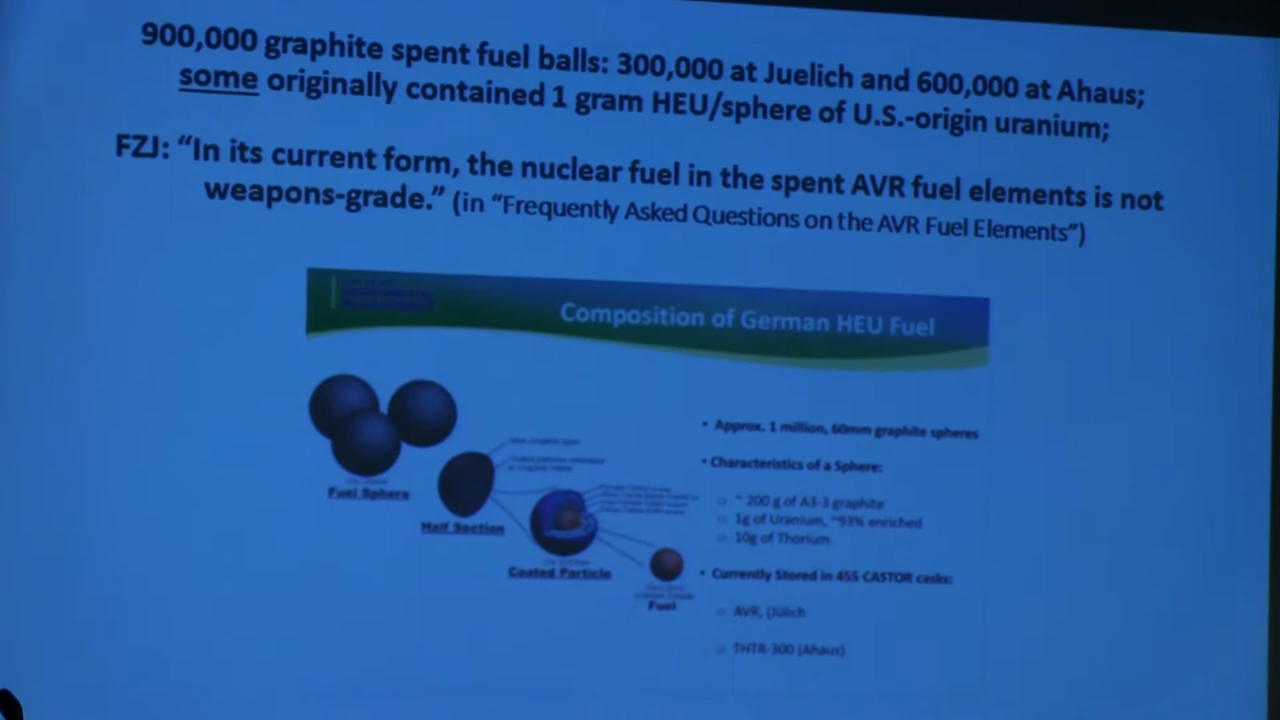 900,000 graphite spent fuel balls: 300,000 at Juelich and 600,000 at Ahaus;
some originally contained 1 gram HEU/sphere of U.S.-origin uranium;
FZJ: “In its current form, the nuclear fuel in the spent AVR fuel elements is not
weapons-grade.” (in “Frequently Asked Questions on the AVR Fuel Elements”)
Composition of German HEU Fuel
Fuel Sphere
Half Section
Coated Particle
Fuel
• Approx. 1 million, 60mm graphite spheres
• Characteristics of a Sphere:
~ 200 g of A3-3 graphite
1g of Uranium, ~93% enriched
10g of Thorium
• Currently Stored in 455 CASTOR casks:
AVR, (Jülich
THTR-300 (Ahaus)